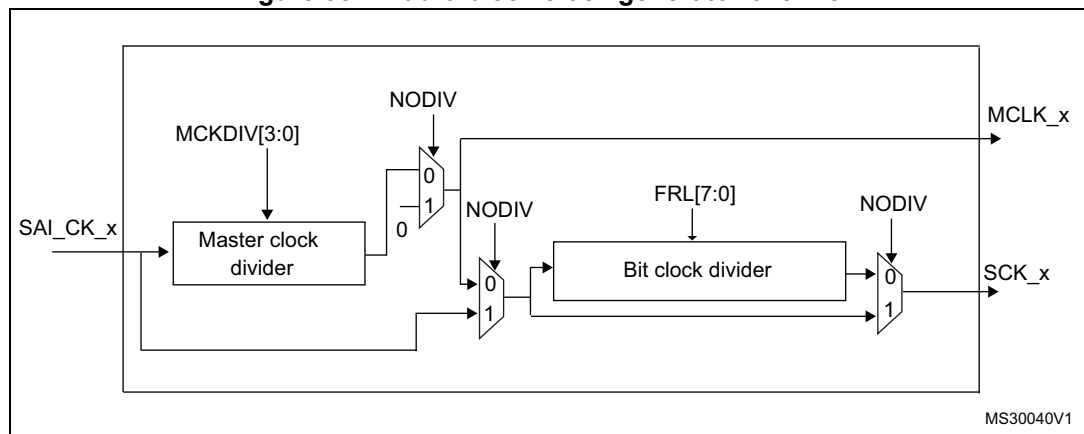 NODIV
MCLK_x
MCKDIV[3:0]
0
1
0
NODIV
FRL[7:0]
NODIV
SAI_CK_x
Master clock
divider
0
1
Bit clock divider
0
1
SCK_x
MS30040V1